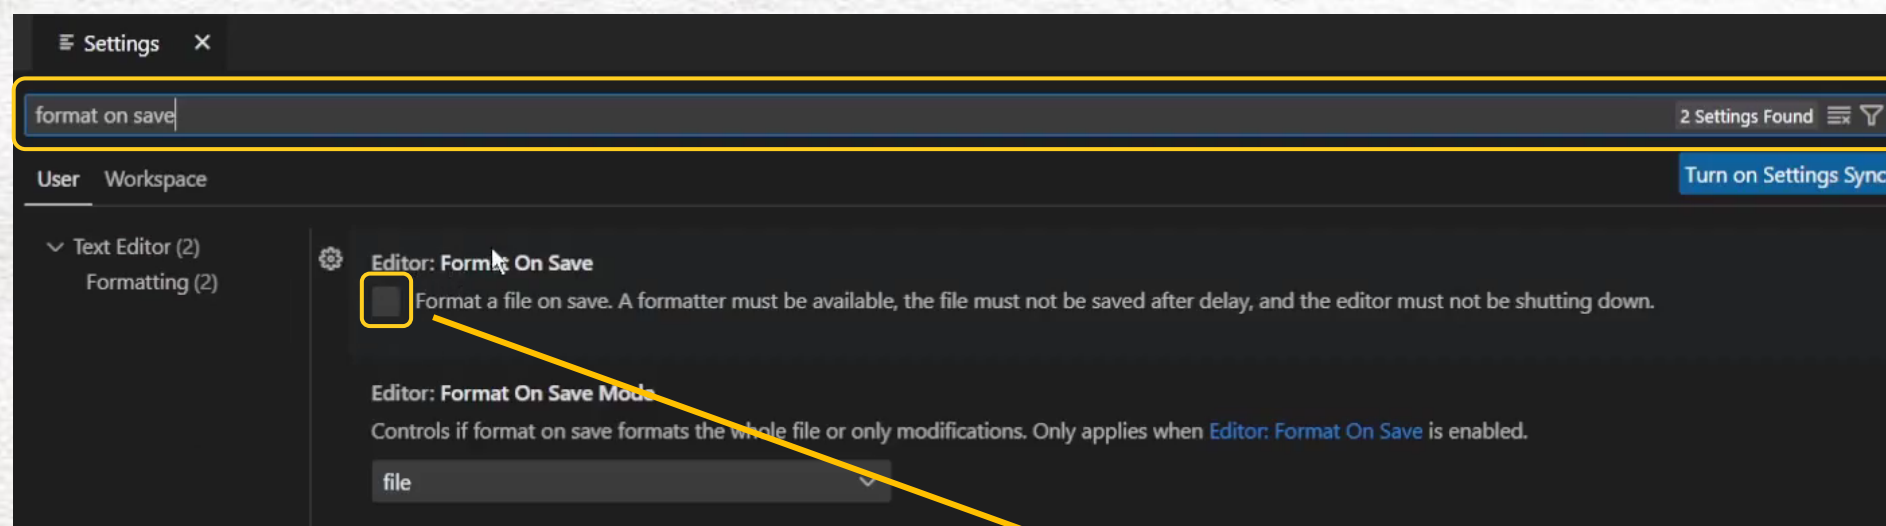 Settings
format on save
2 Settings Found
User Workspace
Turn on Settings Sync
Text Editor (2)
Formatting (2)
Editor: Format On Save
Format a file on save. A formatter must be available, the file must not be saved after delay, and the editor must not be shutting down.
Editor: Format On Save Mode
Controls if format on save formats the whole file or only modifications. Only applies when Editor: Format On Save is enabled.
file